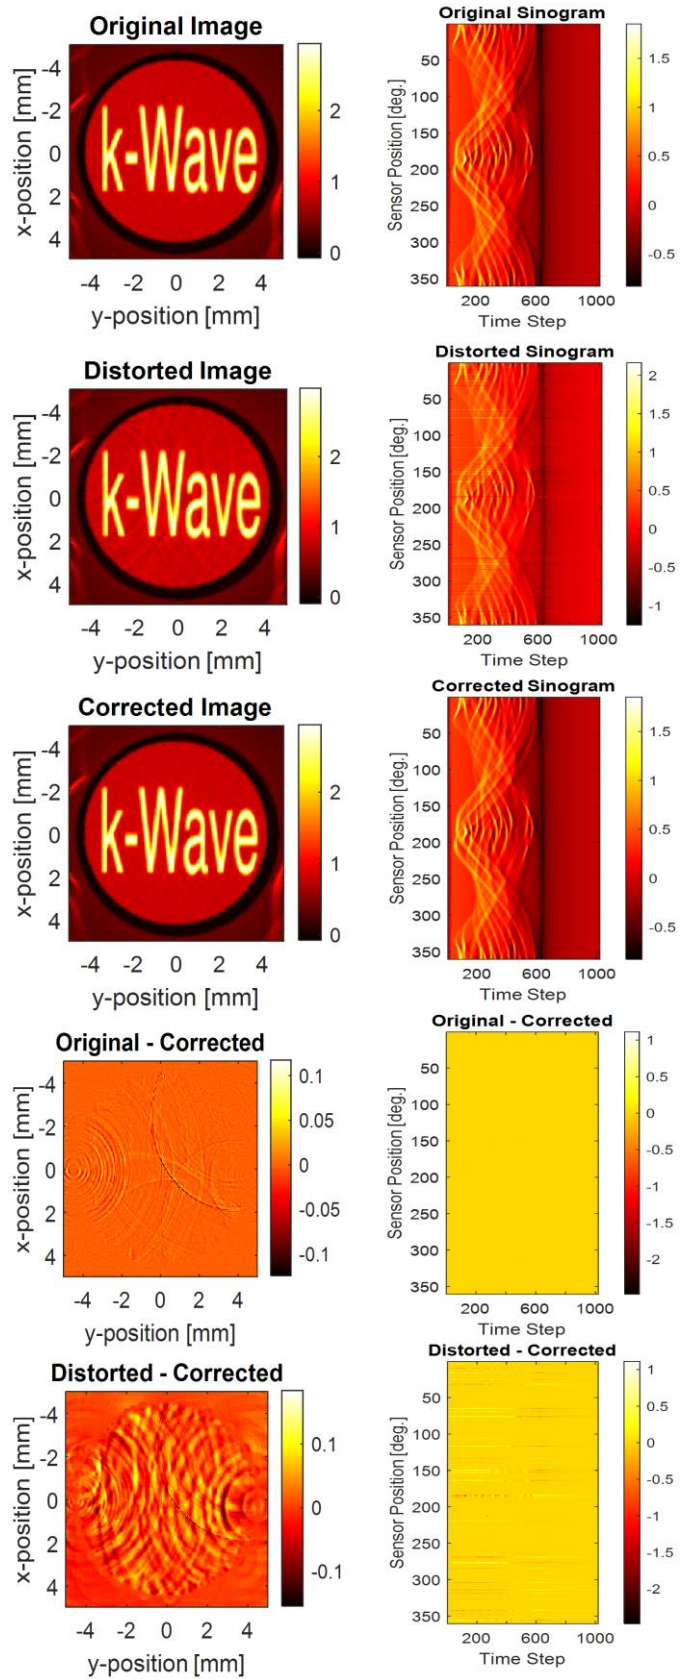 Original Image
x-position [mm]
-4
-2
0
2
4
k-Wave
2
1
0
-4 -2 0 2 4
y-position [mm]
Original Sinogram
Sensor Position [deg.]
50
100
150
200
250
300
350
1.5
1
0.5
0
-0.5
200 600 1000
Time Step
Distorted Image
x-position [mm]
-4
-2
0
2
4
k-Wave
2
1
0
-4 -2 0 2 4
y-position [mm]
Distorted Sinogram
Sensor Position [deg.]
50
100
150
200
250
300
350
2
1.5
1
0.5
0
-0.5
-1
200 600 1000
Time Step
Corrected Image
x-position [mm]
-4
-2
0
2
4
k-Wave
2
1
0
-4 -2 0 2 4
y-position [mm]
Corrected Sinogram
Sensor Position [deg.]
50
100
150
200
250
300
350
1.5
1
0.5
0
-0.5
200 600 1000
Time Step
Original - Corrected
x-position [mm]
-4
-2
0
2
4
0.1
0.05
0
-0.05
-0.1
-4 -2 0 2 4
y-position [mm]
Original - Corrected
Sensor Position [deg.]
50
100
150
200
250
300
350
1
0.5
0
-0.5
-1
-1.5
-2
200 600 1000
Time Step
Distorted - Corrected
x-position [mm]
-4
-2
0
2
4
0.1
0
-0.1
-4 -2 0 2 4
y-position [mm]
Distorted - Corrected
Sensor Position [deg.]
50
100
150
200
250
300
350
1
0.5
0
-0.5
-1
-1.5
-2
200 600 1000
Time Step